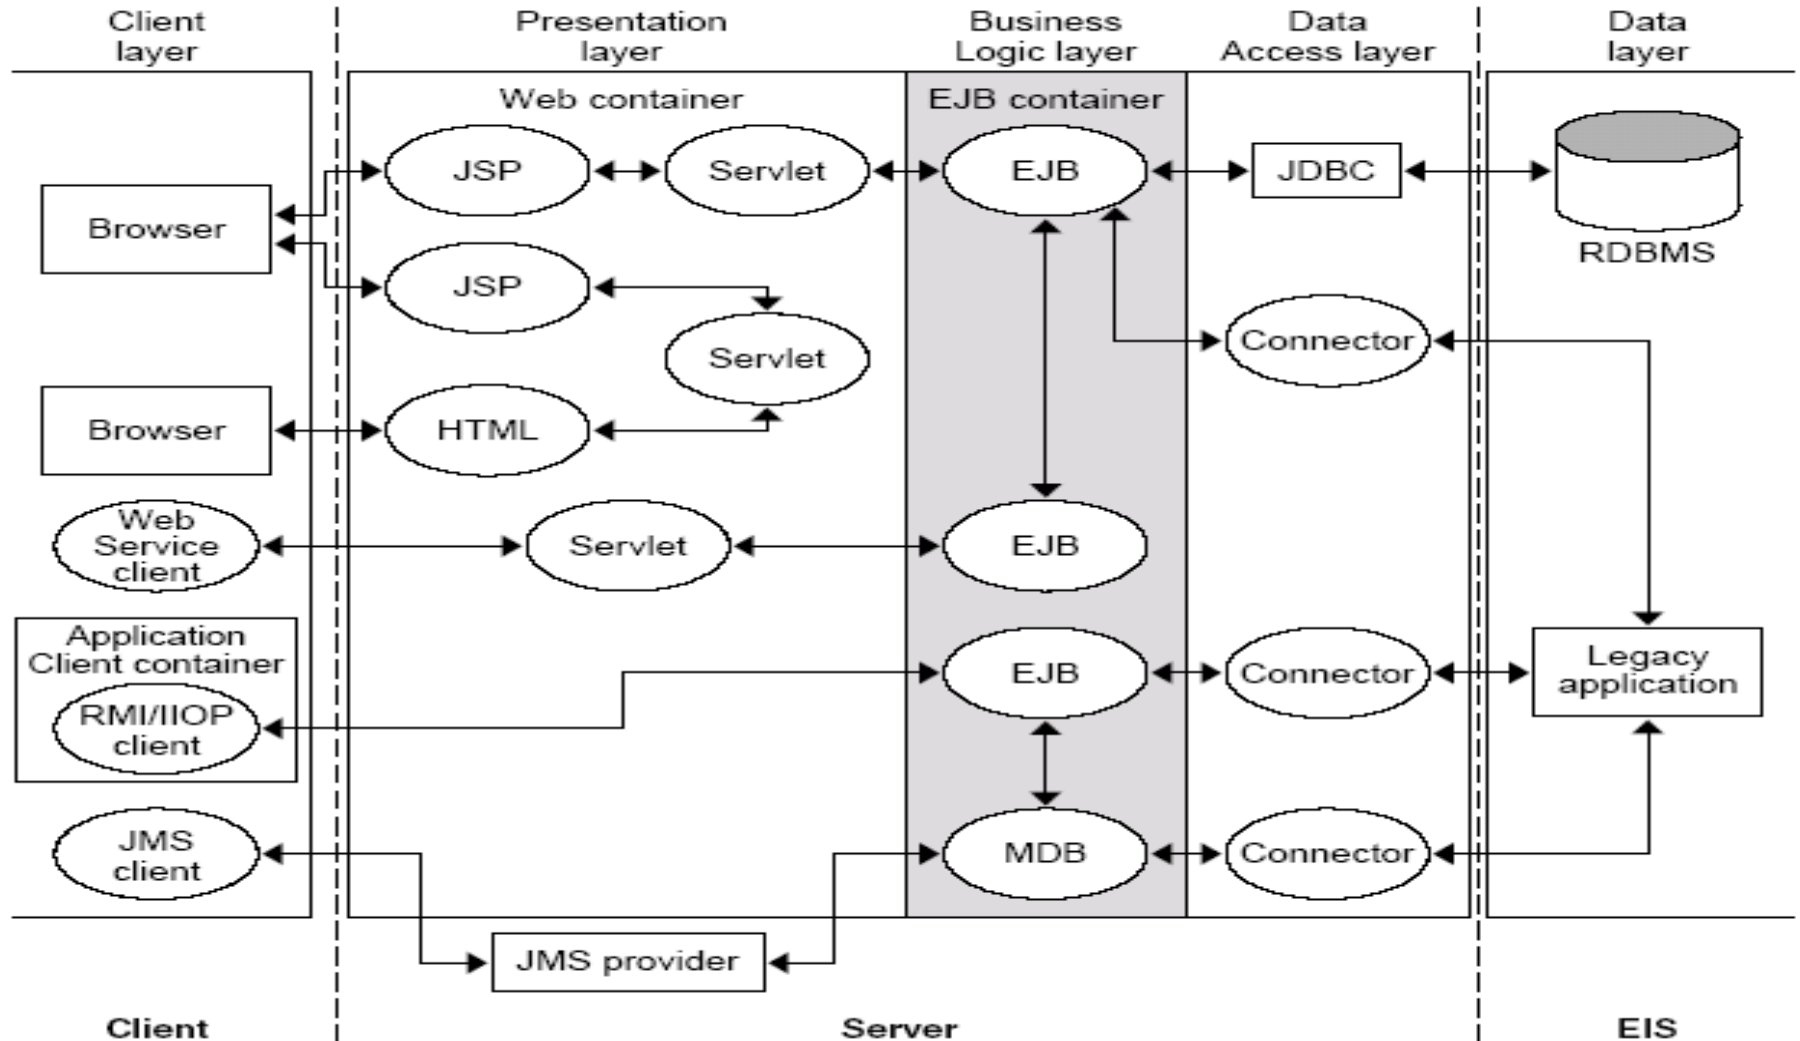 Client
layer
Presentation
layer
Business
Logic layer
Data
Access layer
Data
layer
Web container
EJB container
JSP
Servlet
EJB
JDBC
RDBMS
Browser
JSP
Servlet
Connector
Browser
HTML
Web
Service
client
Servlet
EJB
Application
Client container
RMI/IIOP
client
EJB
Connector
Legacy
application
JMS
client
MDB
Connector
JMS provider
Client
Server
EIS